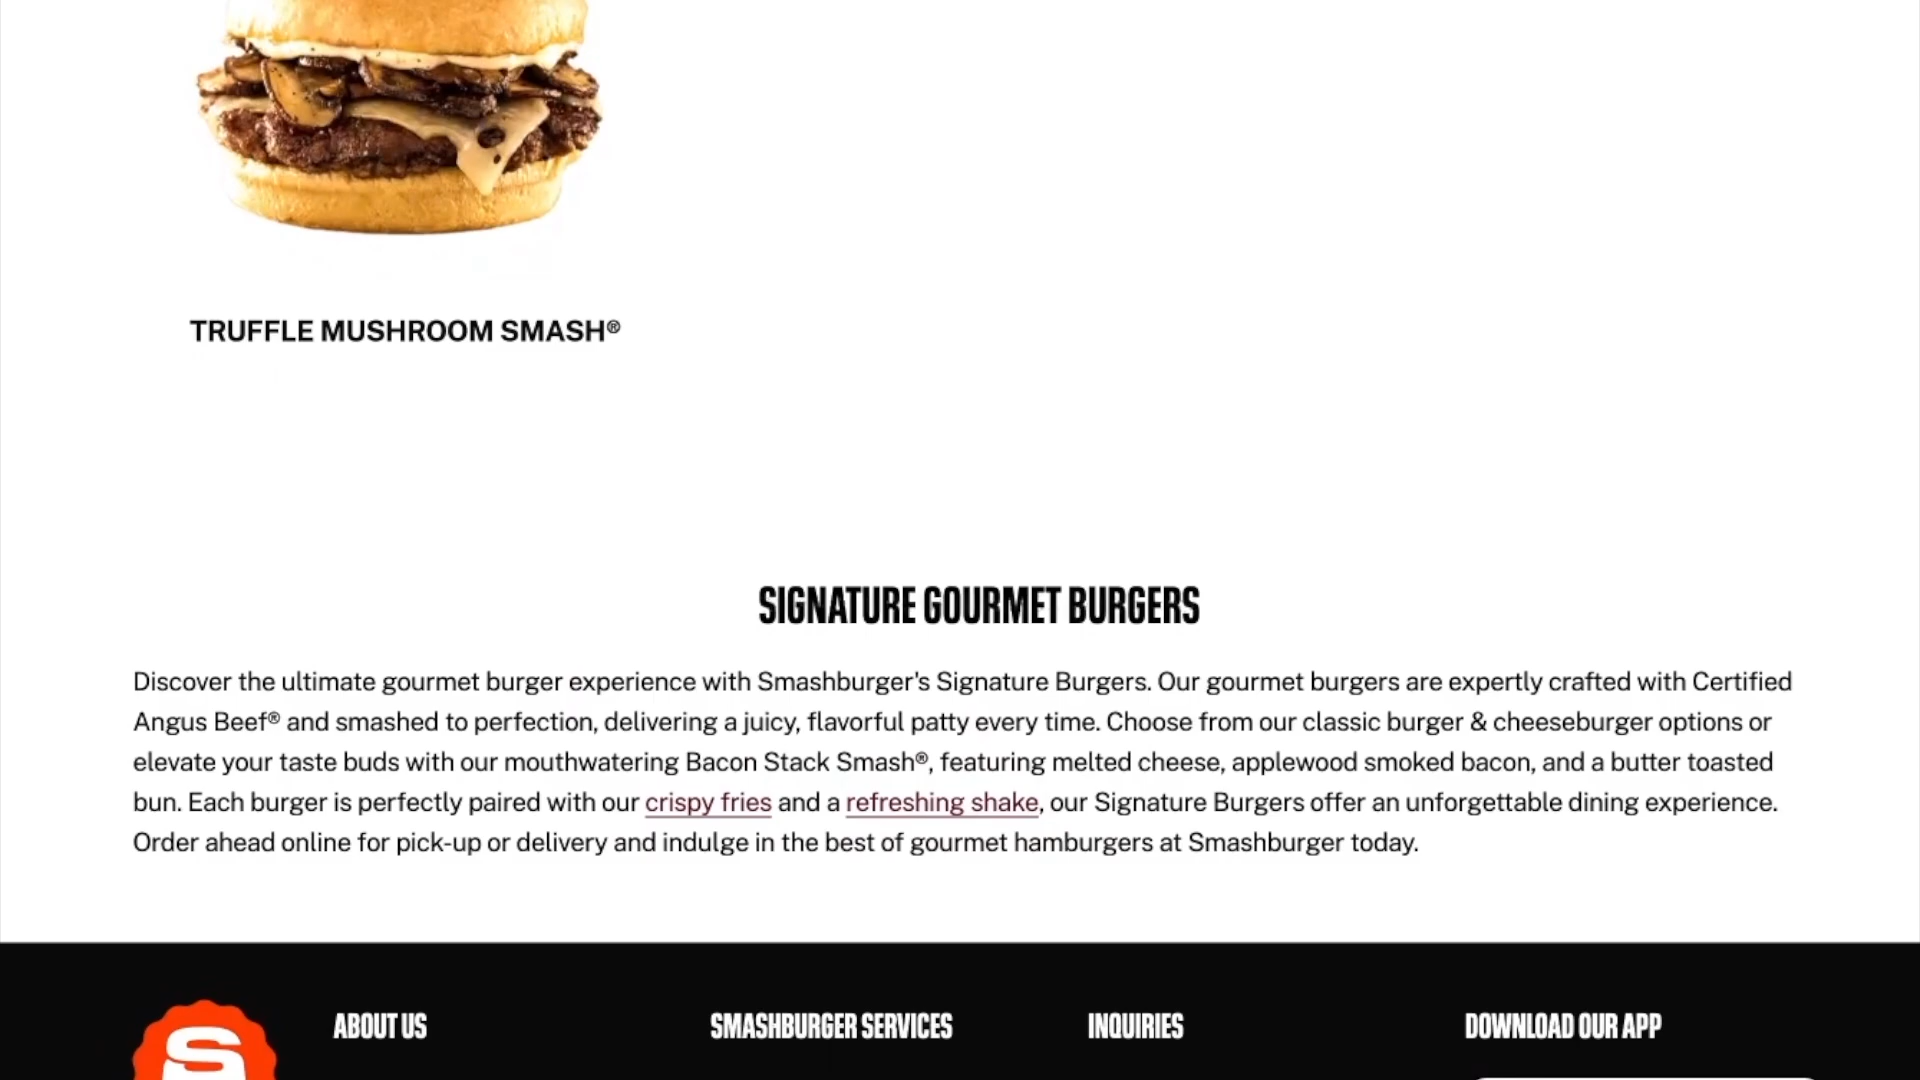 TRUFFLE MUSHROOM SMASH®
SIGNATURE GOURMET BURGERS
Discover the ultimate gourmet burger experience with Smashburger's Signature Burgers. Our gourmet burgers are expertly crafted with Certified
Angus Beef® and smashed to perfection, delivering a juicy, flavorful patty every time. Choose from our classic burger & cheeseburger options or
elevate your taste buds with our mouthwatering Bacon Stack Smash®, featuring melted cheese, applewood smoked bacon, and a butter toasted
bun. Each burger is perfectly paired with our crispy fries and a refreshing shake, our Signature Burgers offer an unforgettable dining experience.
Order ahead online for pick-up or delivery and indulge in the best of gourmet hamburgers at Smashburger today.
S
ABOUT US
SMASHBURGER SERVICES
INQUIRIES
DOWNLOAD OUR APP